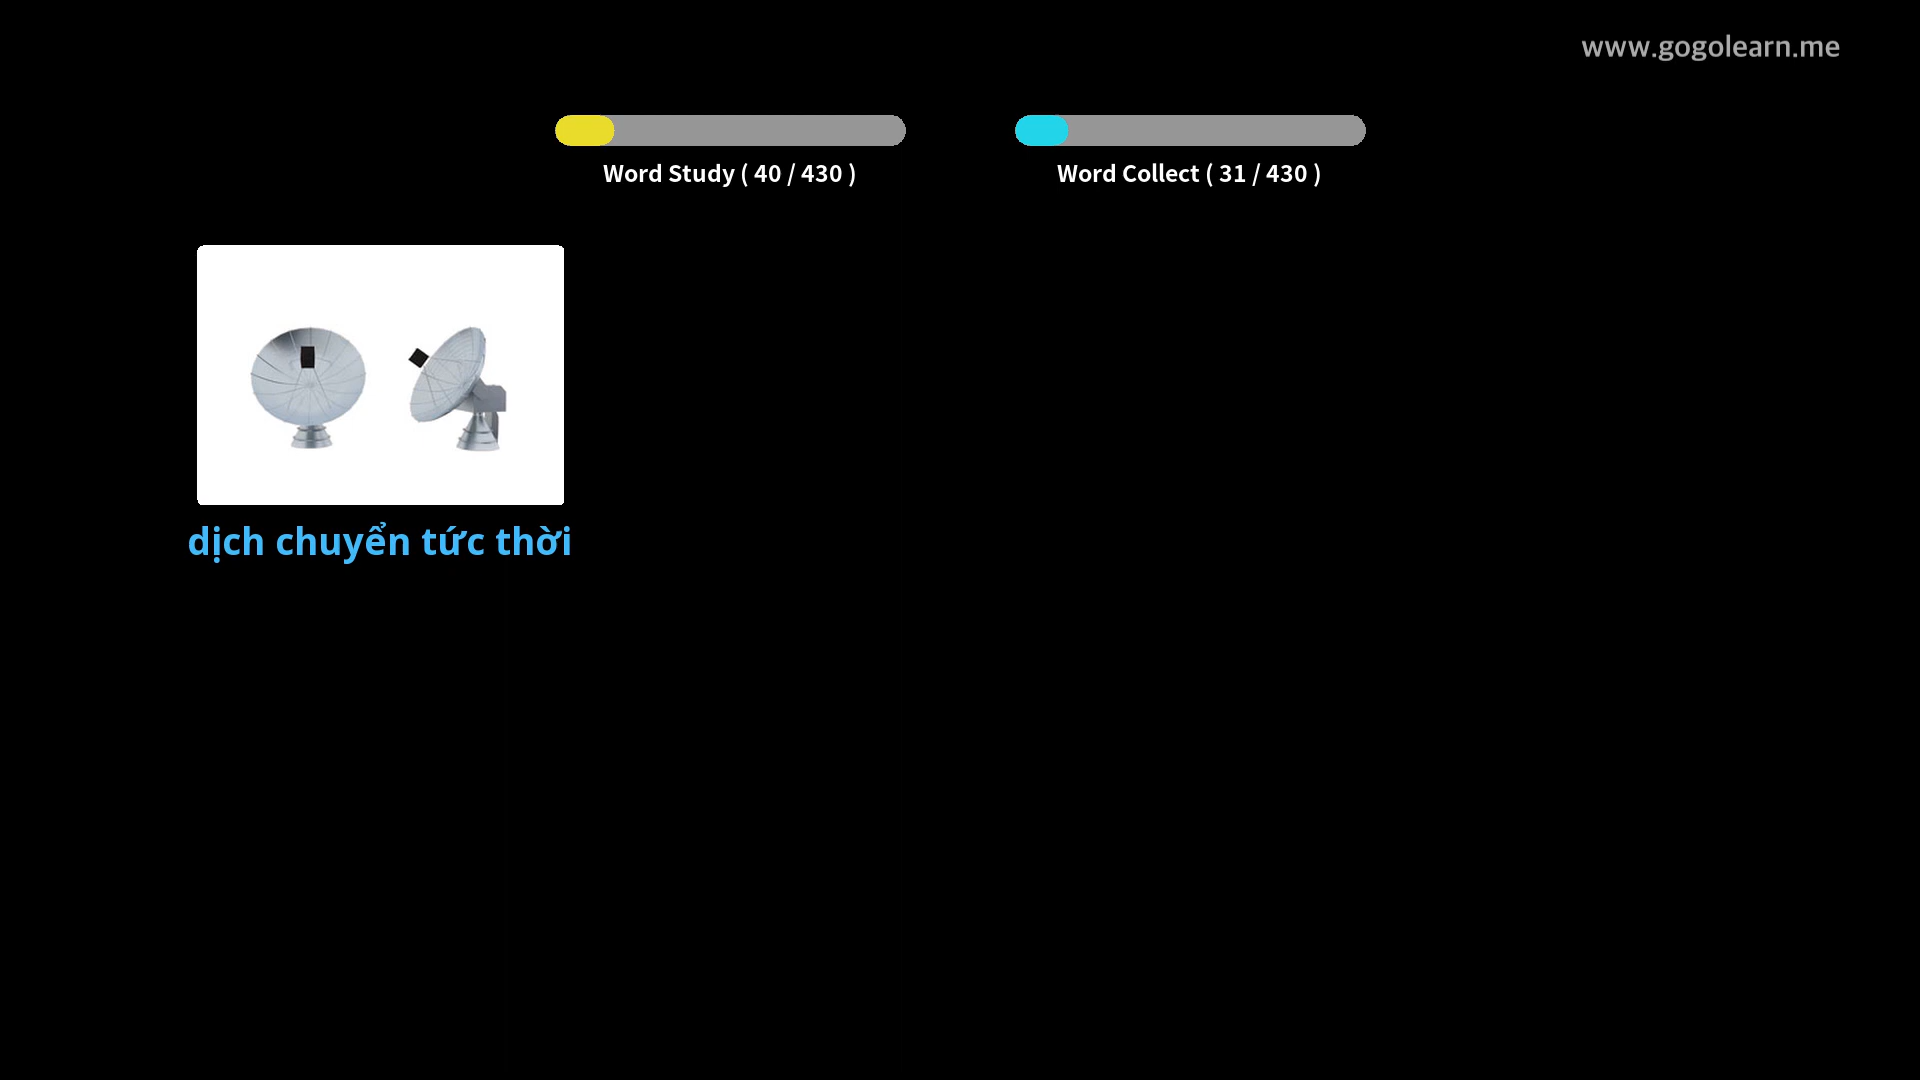 www.gogolearn.me
Word Study ( 40 / 430 )
Word Collect ( 31 / 430 )
dịch chuyển tức thời